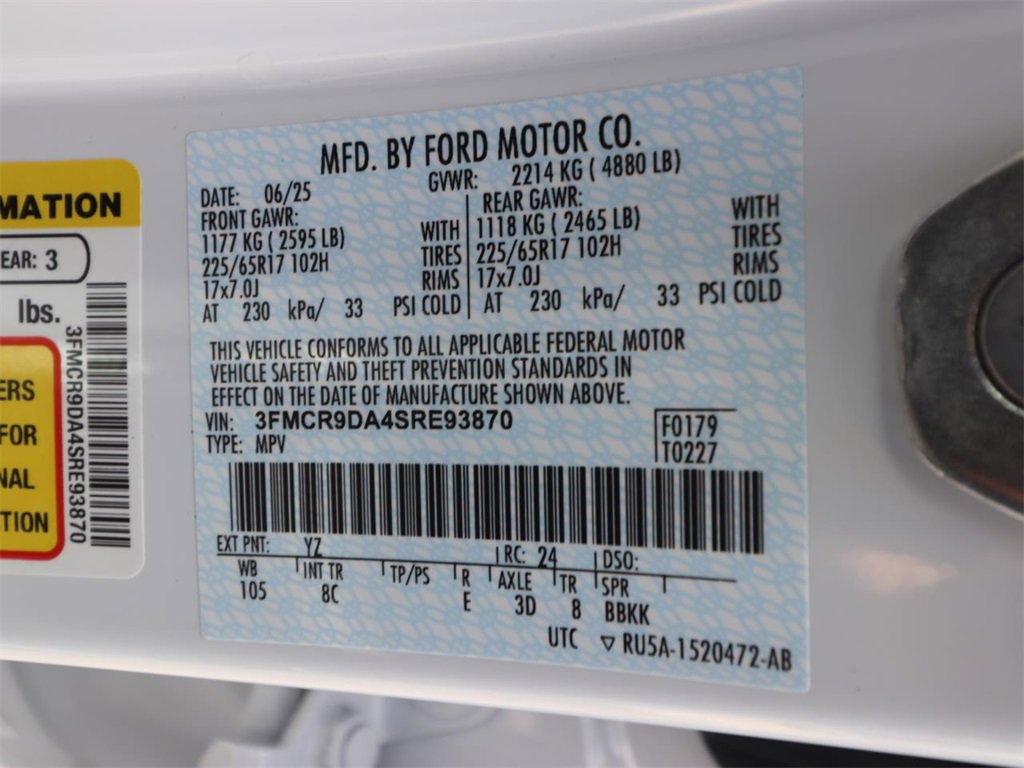 MATION
EAR: 3
lbs.
3FMCR9DA4SRE93870
ERS
FOR
NAL
TION
MFD. BY FORD MOTOR CO.
DATE: 06/25 GVWR: 2214 KG ( 4880 LB)
FRONT GAWR: REAR GAWR:
1177 KG ( 2595 LB) WITH 1118 KG ( 2465 LB) WITH
225/65R17 102H TIRES 225/65R17 102H TIRES
17x7.0J RIMS 17x7.0J RIMS
AT 230 kPa/ 33 PSI COLD AT 230 kPa/ 33 PSI COLD
THIS VEHICLE CONFORMS TO ALL APPLICABLE FEDERAL MOTOR
VEHICLE SAFETY AND THEFT PREVENTION STANDARDS IN
EFFECT ON THE DATE OF MANUFACTURE SHOWN ABOVE.
VIN: 3FMCR9DA4SRE93870 F0179
TYPE: MPV T0227
EXT PNT: YZ RC: 24 DSO:
WB INT TR TP/PS R AXLE TR SPR
105 8C E 3D 8 BBKK
UTC ▽ RU5A-1520472-AB